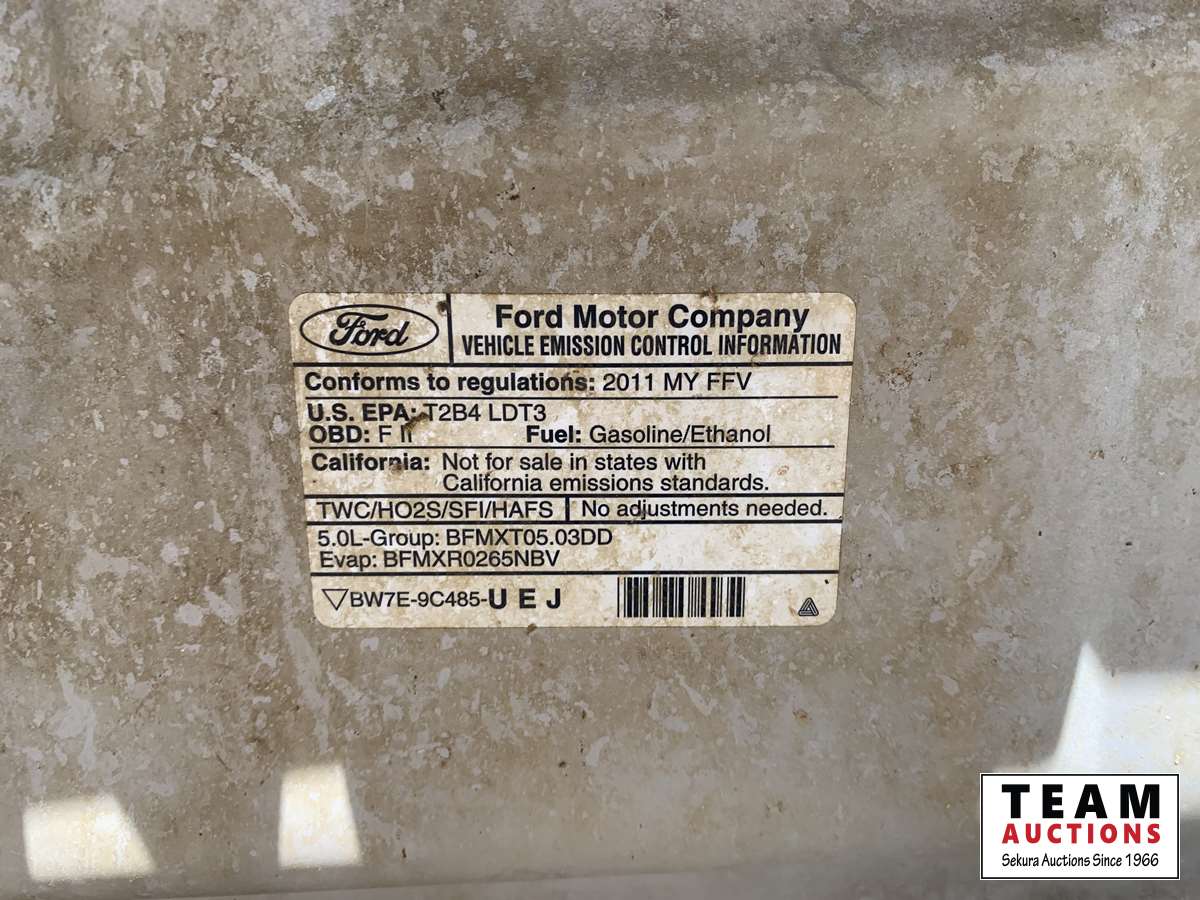 Ford
Ford Motor Company
VEHICLE EMISSION CONTROL INFORMATION
Conforms to regulations: 2011 MY FFV
U.S. EPA: T2B4 LDT3
OBD: F II Fuel: Gasoline/Ethanol
California: Not for sale in states with
California emissions standards.
TWC/HO2S/SFI/HAFS No adjustments needed.
5.0L-Group: BFMXT05.03DD
Evap: BFMXR0265NBV
BW7E-9C485-U E J
TEAM
AUCTIONS
Sekura Auctions Since 1966